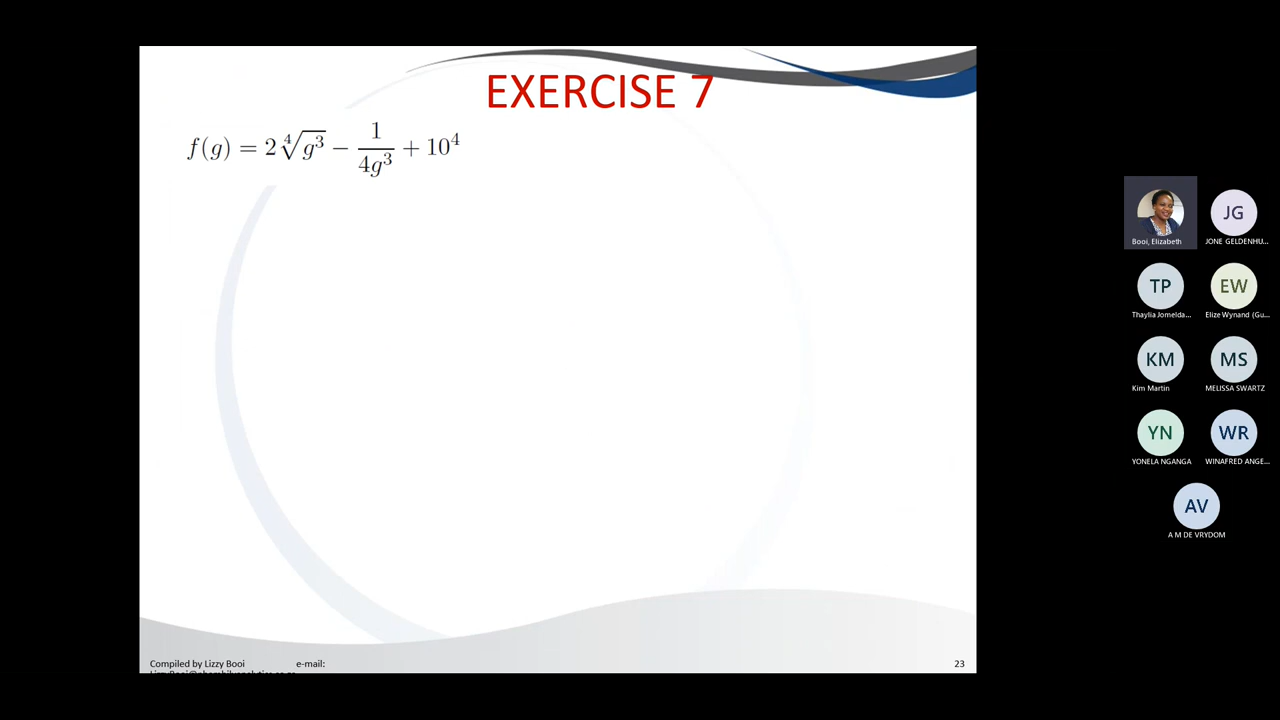 EXERCISE 7
f(g) = 2∜g³ − 1/(4g³) + 10⁴
Booi, Elizabeth
JG
JONE GELDENHU...
TP
Thaylia Jomelda...
EW
Elize Wynand (Gu...
KM
Kim Martin
MS
MELISSA SWARTZ
YN
YONELA NGANGA
WR
WINAFRED ANGE...
AV
A M DE VRYDOM
Compiled by Lizzy Booi e-mail:
23